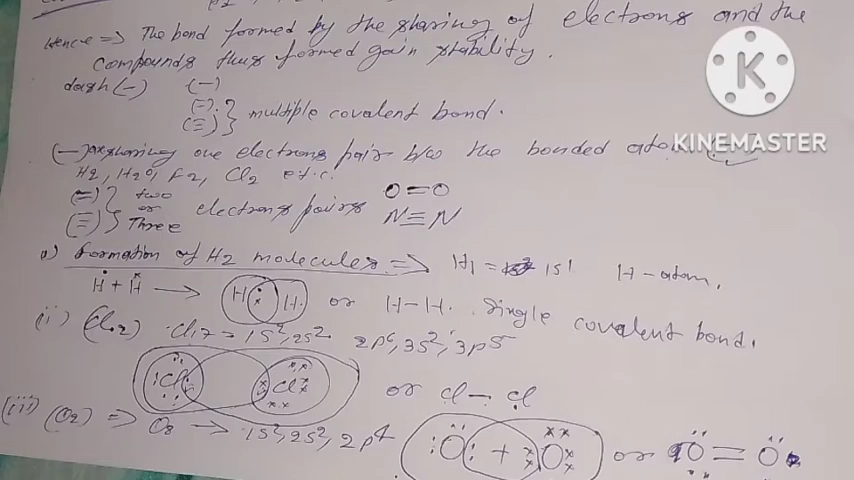 Hence => The bond formed by the sharing of electrons and the
compounds thus formed gain stability.
dash (-) (-)
(=).
(≡) } multiple covalent bond.
K
KINEMASTER
(-) sharing one electrons pair b/w the bonded
H2, H2O, F2, Cl2 etc.
(=) } two
or electrons pairs O=O
(≡) } Three N≡N
Formation of H2 molecules => H1 = 1s1 H-atom,
H + H → H : H. or H-H. Single covalent bond.
(ii) (Cl2) Cl17 = 1s2, 2s2 2p6, 3s2, 3p5
Cl Cl or Cl - Cl
(iii) (O2) => O8 → 1s2, 2s2, 2p4
O + O or O = O